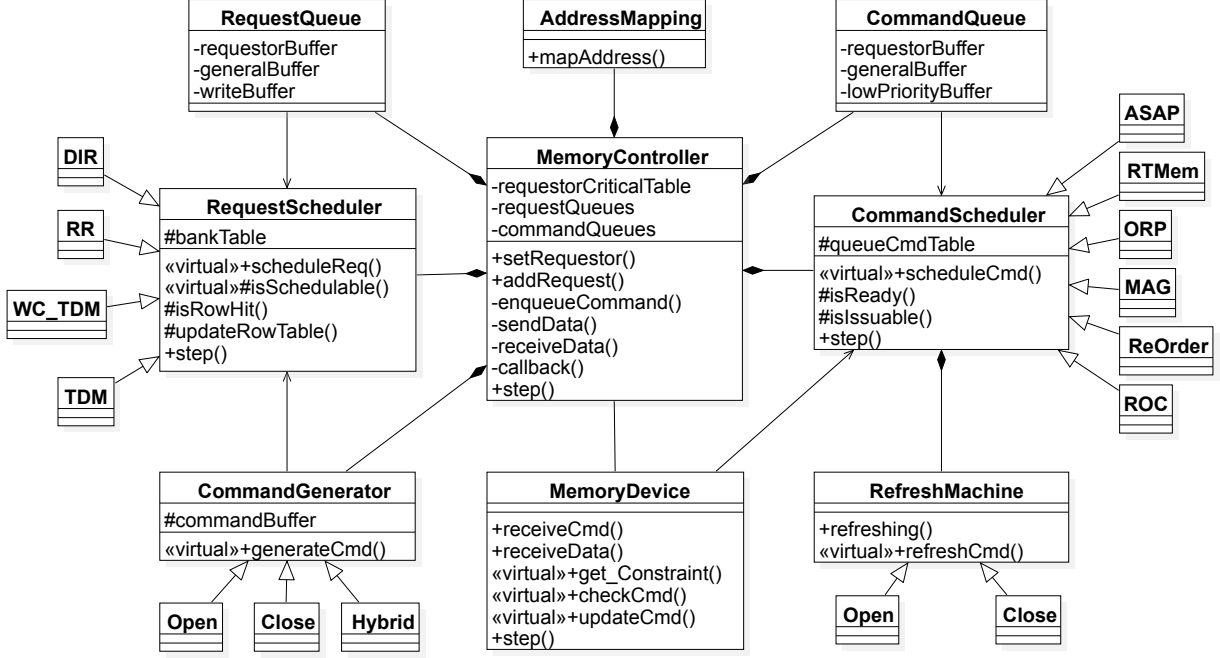 RequestQueue
-requestorBuffer
-generalBuffer
-writeBuffer
AddressMapping
+mapAddress()
CommandQueue
-requestorBuffer
-generalBuffer
-lowPriorityBuffer
DIR
RR
WC_TDM
TDM
RequestScheduler
#bankTable
«virtual»+scheduleReq()
«virtual»#isSchedulable()
#isRowHit()
#updateRowTable()
+step()
MemoryController
-requestorCriticalTable
-requestQueues
-commandQueues
+setRequestor()
+addRequest()
-enqueueCommand()
-sendData()
-receiveData()
-callback()
+step()
CommandScheduler
#queueCmdTable
«virtual»+scheduleCmd()
#isReady()
#isIssuable()
+step()
ASAP
RTMem
ORP
MAG
ReOrder
ROC
CommandGenerator
#commandBuffer
«virtual»+generateCmd()
Open
Close
Hybrid
MemoryDevice
+receiveCmd()
+receiveData()
«virtual»+get_Constraint()
«virtual»+checkCmd()
«virtual»+updateCmd()
+step()
RefreshMachine
+refreshing()
«virtual»+refreshCmd()
Open
Close